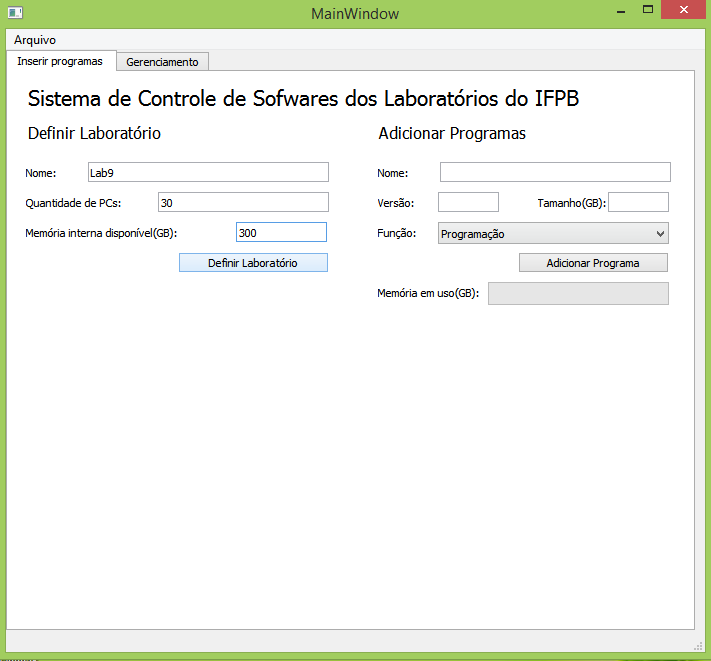 MainWindow
Arquivo
Inserir programas
Gerenciamento
Sistema de Controle de Sofwares dos Laboratórios do IFPB
Definir Laboratório
Nome: Lab9
Quantidade de PCs: 30
Memória interna disponível(GB): 300
Definir Laboratório
Adicionar Programas
Nome:
Versão: Tamanho(GB):
Função: Programação
Adicionar Programa
Memória em uso(GB):